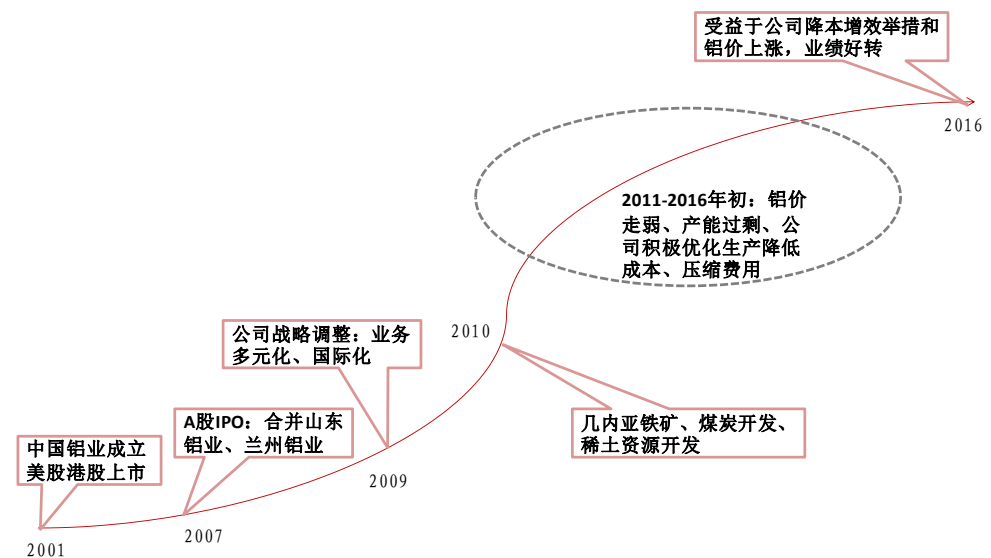 受益于公司降本增效举措和
铝价上涨，业绩好转
2016
2011-2016年初：铝价
走弱、产能过剩、公
司积极优化生产降低
成本、压缩费用
2010
公司战略调整：业务
多元化、国际化
几内亚铁矿、煤炭开发、
稀土资源开发
A股IPO：合并山东
铝业、兰州铝业
中国铝业成立
美股港股上市
2009
2007
2001